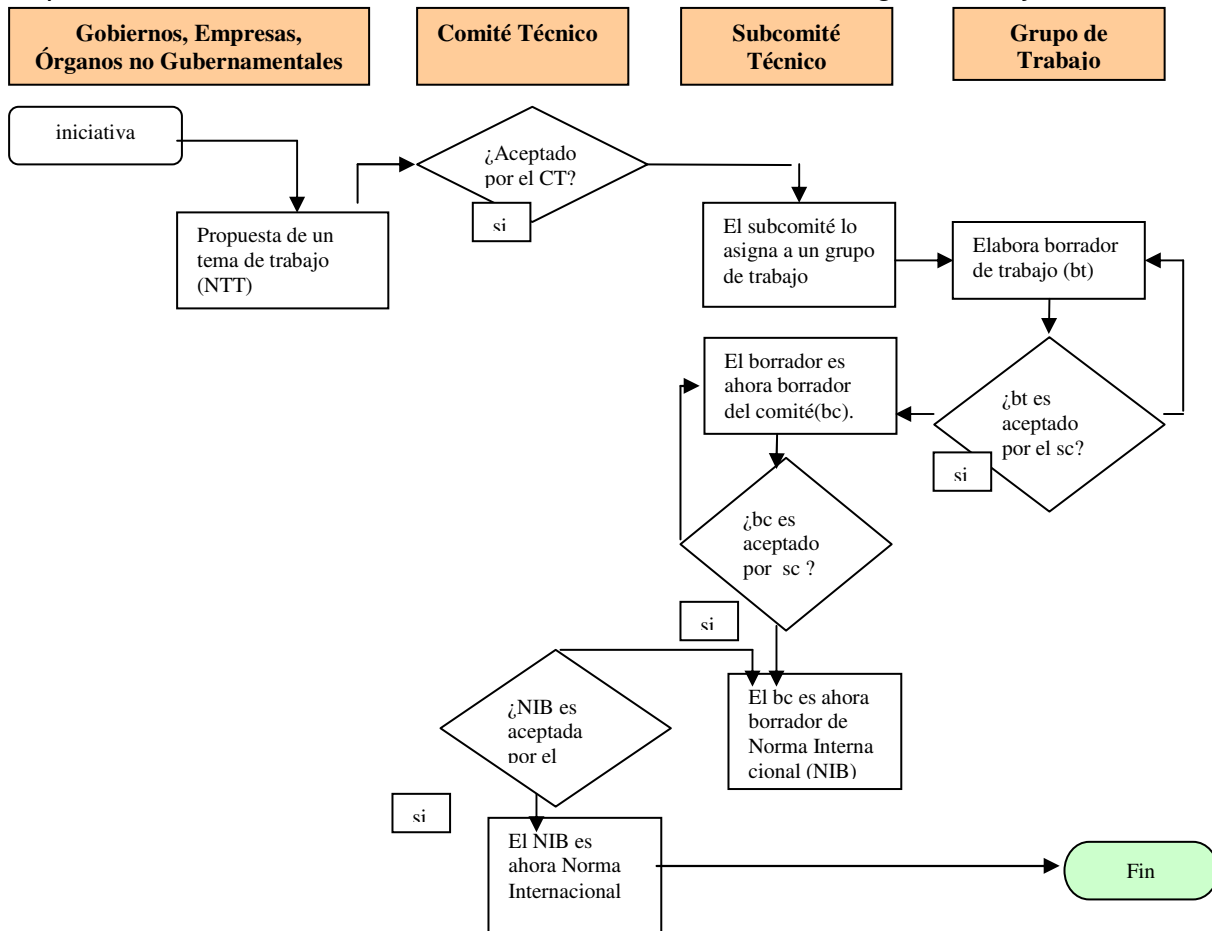 Gobiernos, Empresas,
Órganos no Gubernamentales
Comité Técnico
Subcomité
Técnico
Grupo de
Trabajo
iniciativa
¿Aceptado
por el CT?
si
Propuesta de un
tema de trabajo
(NTT)
El subcomité lo
asigna a un grupo
de trabajo
Elabora borrador
de trabajo (bt)
El borrador es
ahora borrador
del comité(bc).
¿bt es
aceptado
por el sc?
si
¿bc es
aceptado
por sc ?
si
¿NIB es
aceptada
por el
El bc es ahora
borrador de
Norma Interna
cional (NIB)
si
El NIB es
ahora Norma
Internacional
Fin